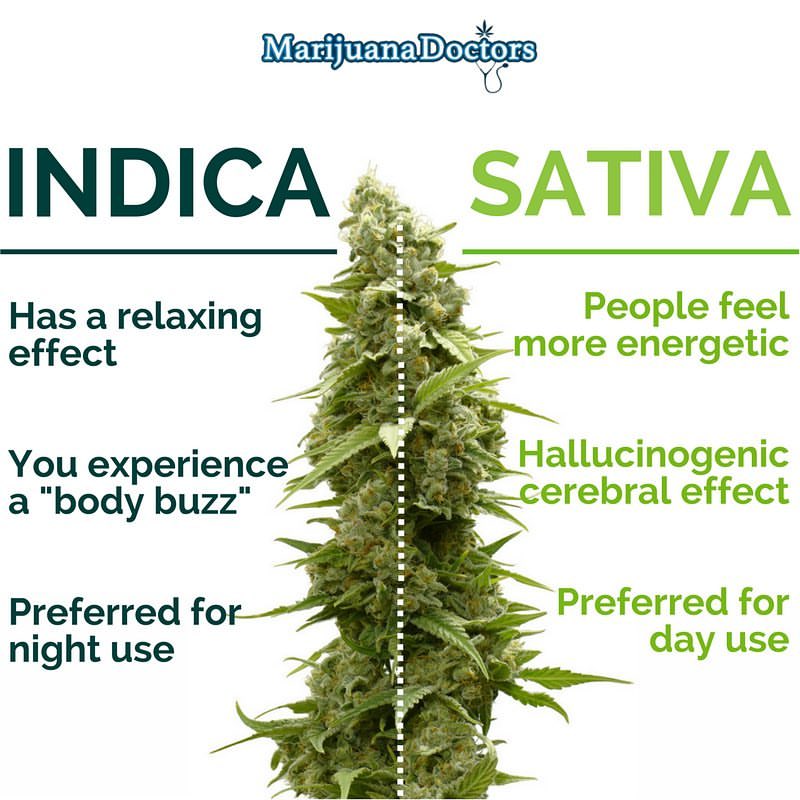 MarijuanaDoctors
INDICA
Has a relaxing
effect
You experience
a "body buzz"
Preferred for
night use
SATIVA
People feel
more energetic
Hallucinogenic
cerebral effect
Preferred for
day use